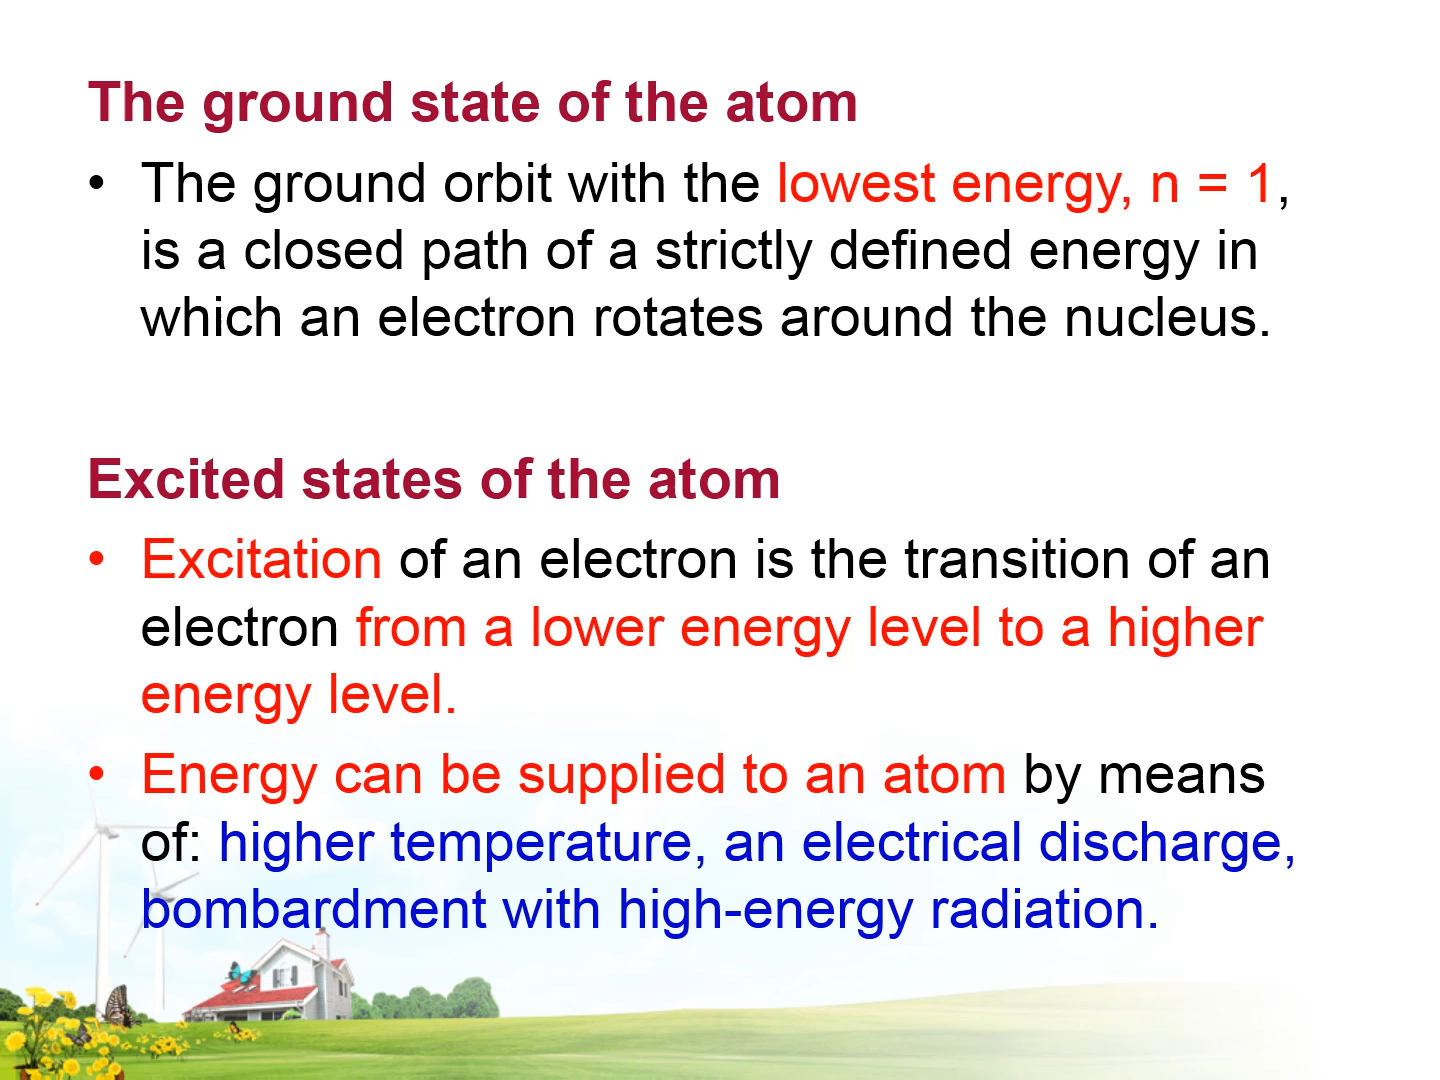 The ground state of the atom
• The ground orbit with the lowest energy, n = 1,
is a closed path of a strictly defined energy in
which an electron rotates around the nucleus.
Excited states of the atom
• Excitation of an electron is the transition of an
electron from a lower energy level to a higher
energy level.
• Energy can be supplied to an atom by means
of: higher temperature, an electrical discharge,
bombardment with high-energy radiation.